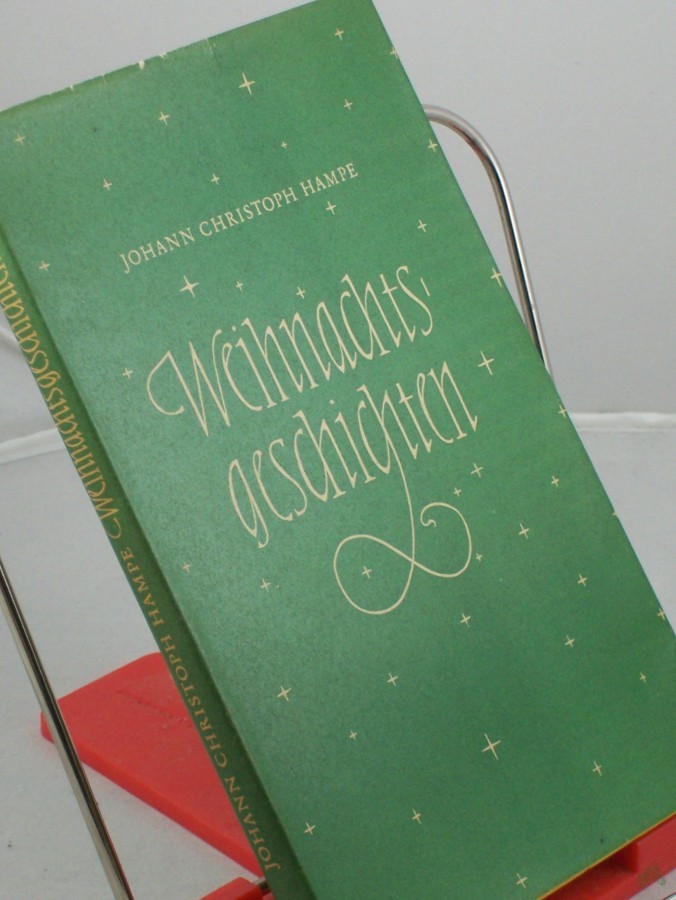 JOHANN CHRISTOPH HAMPE
Weihnachts-
geschichten
JOHANN CHRISTOPH HAMPE Weihnachtsgeschichten